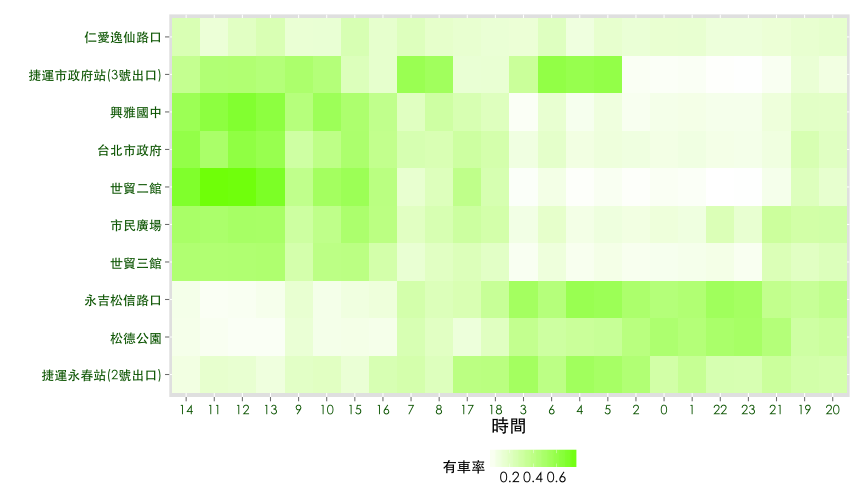 仁愛逸仙路口
捷運市政府站(3號出口)
興雅國中
台北市政府
世貿二館
市民廣場
世貿三館
永吉松信路口
松德公園
捷運永春站(2號出口)
14 11 12 13 9 10 15 16 7 8 17 18 3 6 4 5 2 0 1 22 23 21 19 20
時間
有車率
0.2 0.4 0.6